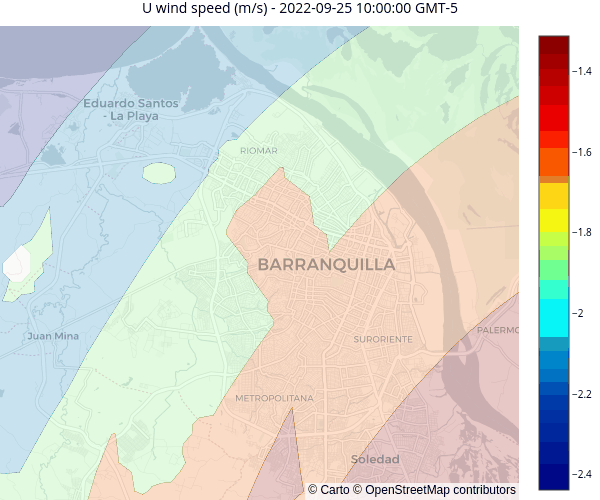 U wind speed (m/s) - 2022-09-25 10:00:00 GMT-5
Eduardo Santos
- La Playa
RIOMAR
BARRANQUILLA
Juan Mina
SURORIENTE
PALERMO
METROPOLITANA
Soledad
© Carto © OpenStreetMap contributors
−1.4
−1.6
−1.8
−2
−2.2
−2.4